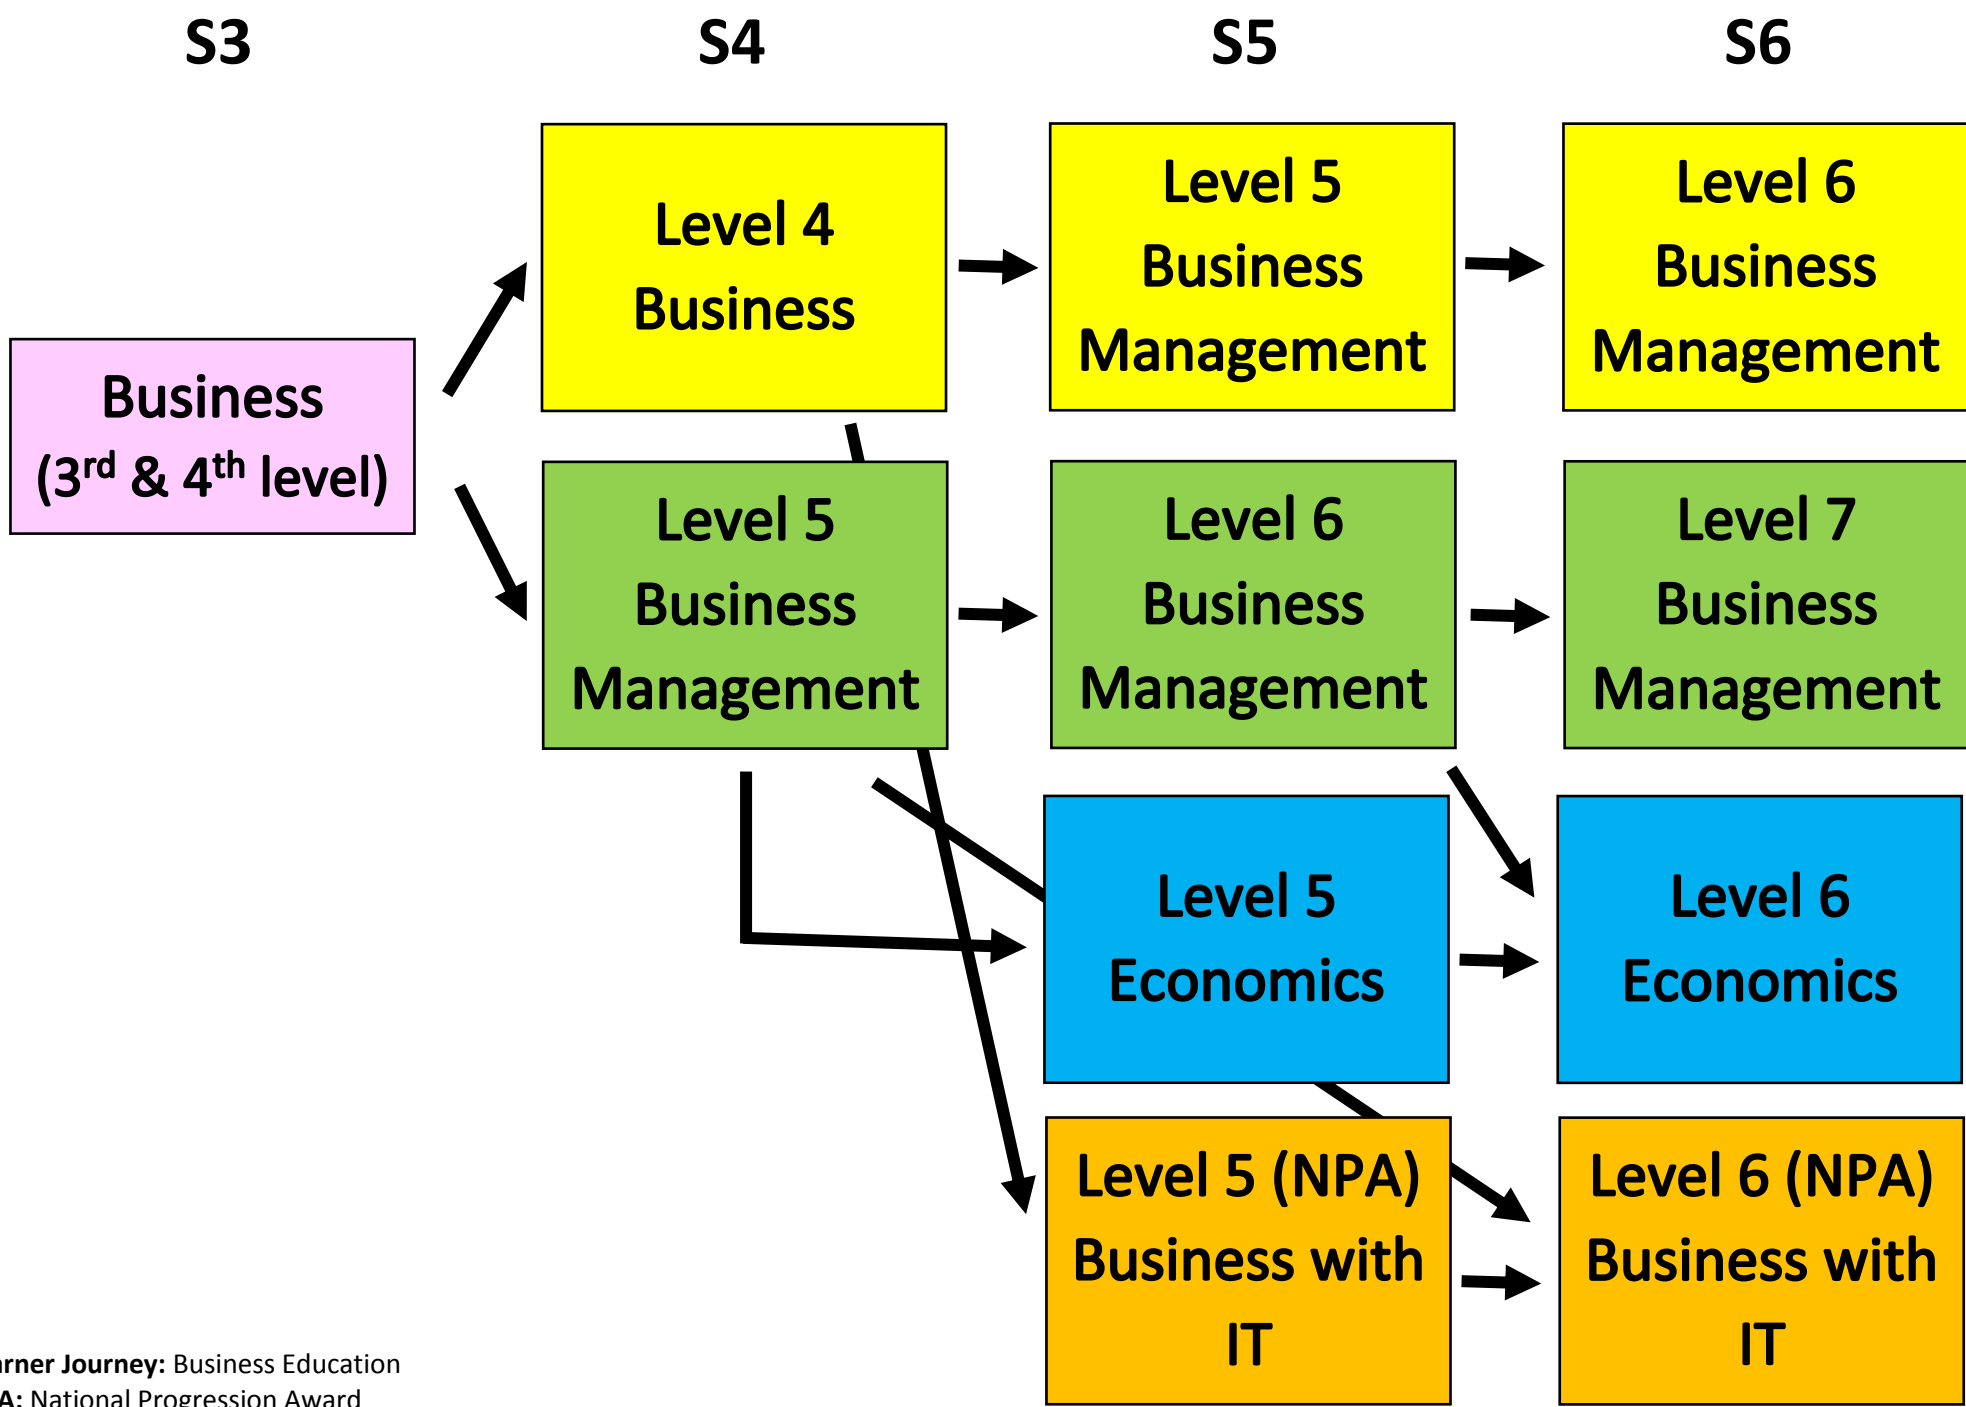 S3
S4
S5
S6
Business
(3rd & 4th level)
Level 4
Business
Level 5
Business
Management
Level 6
Business
Management
Level 5
Business
Management
Level 6
Business
Management
Level 7
Business
Management
Level 5
Economics
Level 6
Economics
Level 5 (NPA)
Business with
IT
Level 6 (NPA)
Business with
IT
arner Journey: Business Education
A: National Progression Award